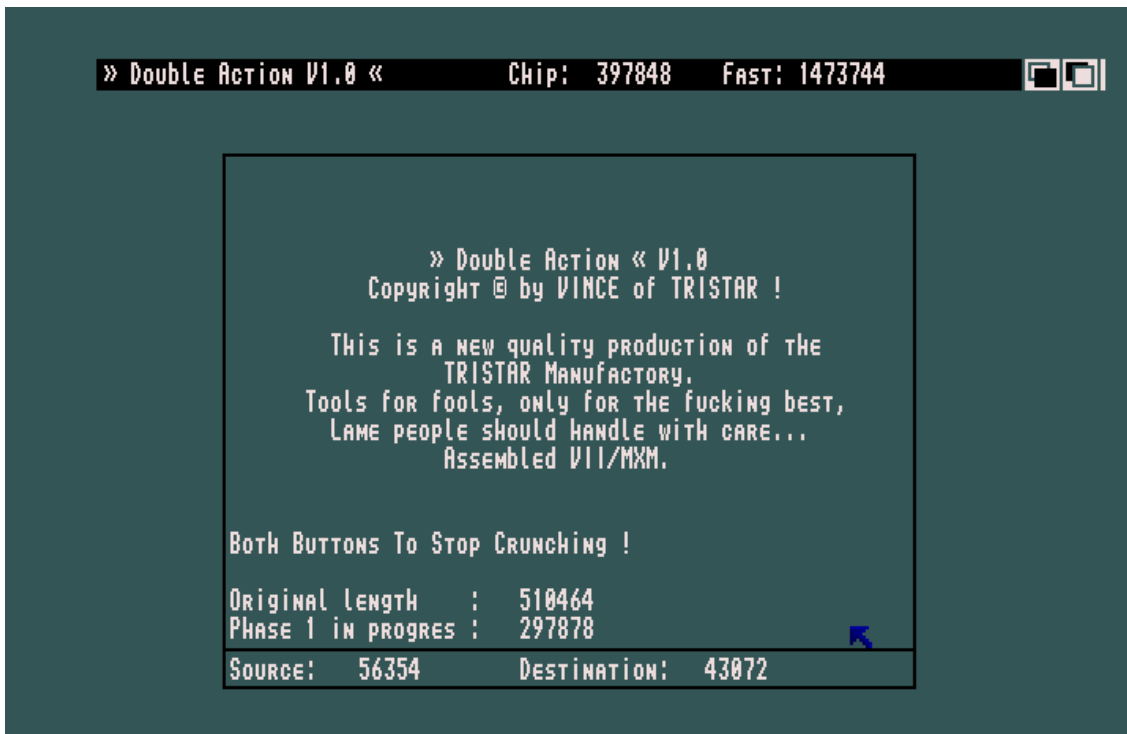 » Double Action V1.0 « Chip: 397848 Fast: 1473744
» Double Action « V1.0
Copyright © by VINCE of TRISTAR !
This is a new quality production of the
TRISTAR Manufactory.
Tools for fools, only for the fucking best,
Lame people should handle with care...
Assembled VII/MXM.
Both Buttons To Stop Crunching !
Original length : 510464
Phase 1 in progres : 297878
Source: 56354 Destination: 43072